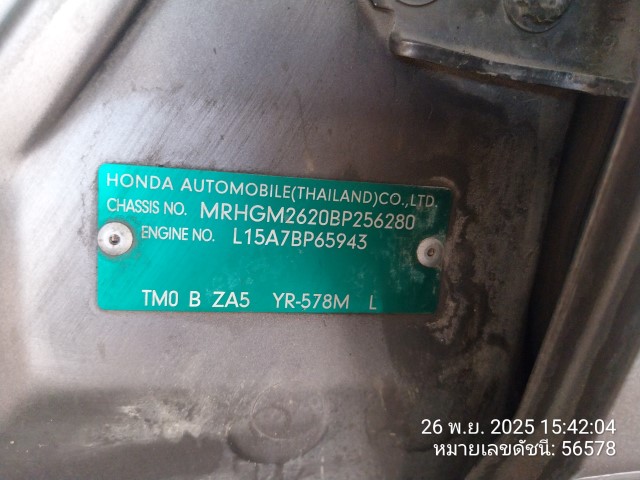 HONDA AUTOMOBILE(THAILAND)CO.,LTD.
CHASSIS NO. MRHGM2620BP256280
ENGINE NO. L15A7BP65943
TM0 B ZA5 YR-578M L
26 พ.ย. 2025 15:42:04
หมายเลขดัชนี: 56578